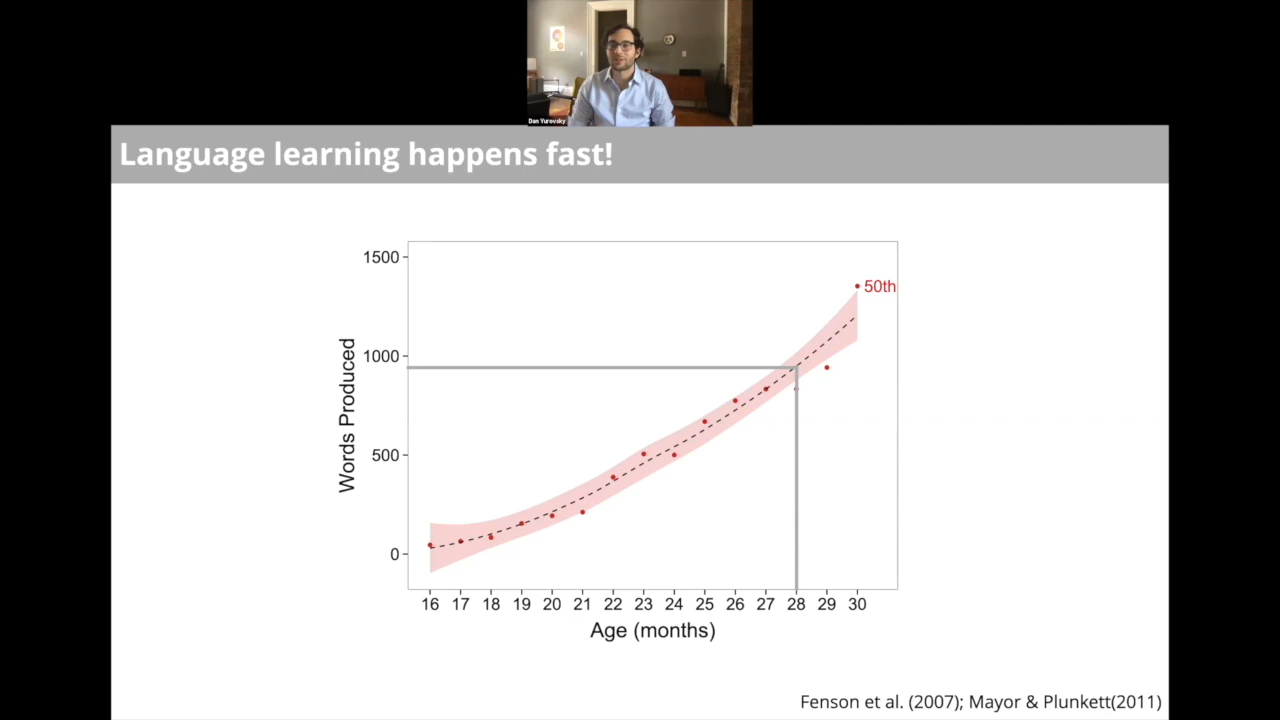 Dan Yurovsky
Language learning happens fast!
1500
1000
500
0
Words Produced
50th
16 17 18 19 20 21 22 23 24 25 26 27 28 29 30
Age (months)
Fenson et al. (2007); Mayor & Plunkett(2011)